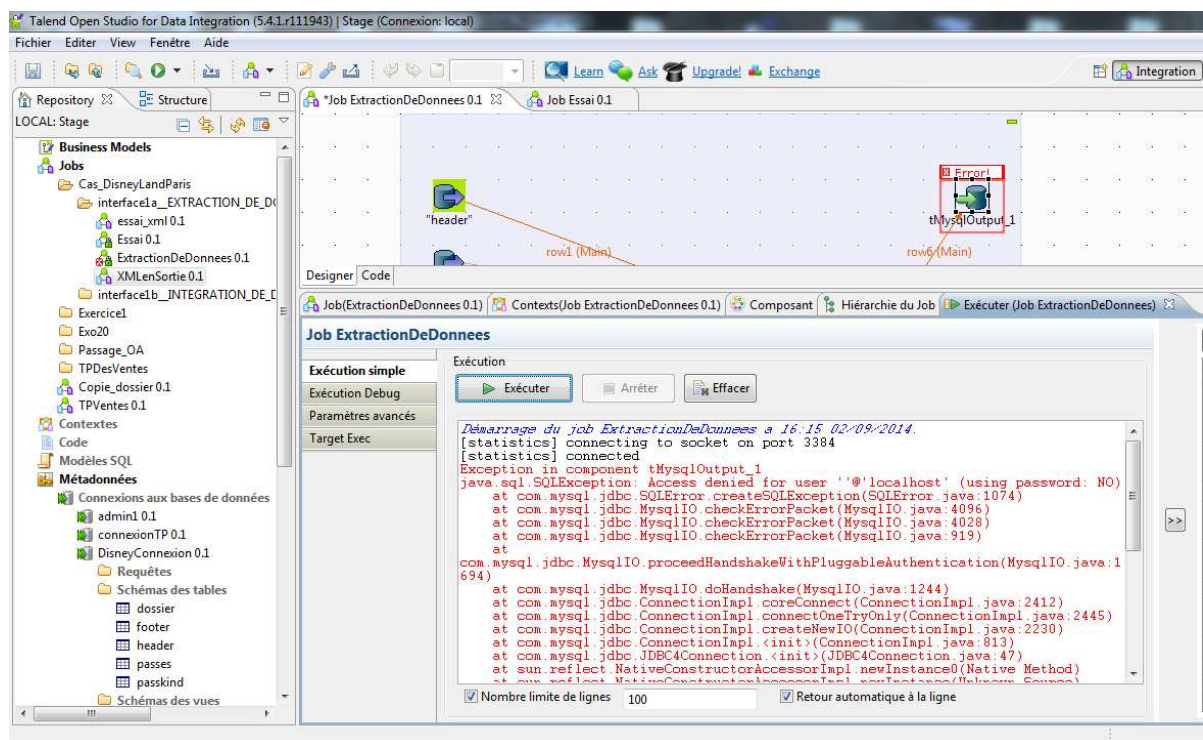 Talend Open Studio for Data Integration (5.4.1.r111943) | Stage (Connexion: local)
Fichier Editer View Fenêtre Aide
Learn Ask Upgrade! Exchange
Integration
Repository Structure
LOCAL: Stage
Business Models
Jobs
Cas_DisneyLandParis
interface1a__EXTRACTION_DE_D
essai_xml 0.1
Essai 0.1
ExtractionDeDonnees 0.1
XMLenSortie 0.1
interface1b__INTEGRATION_DE_
Exercice1
Exo20
Passage_OA
TPDesVentes
Copie_dossier 0.1
TPVentes 0.1
Contextes
Code
Modèles SQL
Métadonnées
Connexions aux bases de données
admin1 0.1
connexionTP 0.1
DisneyConnexion 0.1
Requêtes
Schémas des tables
dossier
footer
header
passes
passkind
Schémas des vues
*Job ExtractionDeDonnees 0.1 Job Essai 0.1
Error!
"header"
tMysqlOutput_1
row1 (Main)
row6 (Main)
Designer Code
Job(ExtractionDeDonnees 0.1) Contexts(Job ExtractionDeDonnees 0.1) Composant Hiérarchie du Job Exécuter (Job ExtractionDeDonnees)
Job ExtractionDeDonnees
Exécution simple
Exécution Debug
Paramètres avancés
Target Exec
Exécution
Exécuter Arrêter Effacer
Démarrage du job ExtractionDeDonnees a 16:15 02/09/2014.
[statistics] connecting to socket on port 3384
[statistics] connected
Exception in component tMysqlOutput_1
java.sql.SQLException: Access denied for user ''@'localhost' (using password: NO)
at com.mysql.jdbc.SQLError.createSQLException(SQLError.java:1074)
at com.mysql.jdbc.MysqlIO.checkErrorPacket(MysqlIO.java:4096)
at com.mysql.jdbc.MysqlIO.checkErrorPacket(MysqlIO.java:4028)
at com.mysql.jdbc.MysqlIO.checkErrorPacket(MysqlIO.java:919)
at
com.mysql.jdbc.MysqlIO.proceedHandshakeWithPluggableAuthentication(MysqlIO.java:1
694)
at com.mysql.jdbc.MysqlIO.doHandshake(MysqlIO.java:1244)
at com.mysql.jdbc.ConnectionImpl.coreConnect(ConnectionImpl.java:2412)
at com.mysql.jdbc.ConnectionImpl.connectOneTryOnly(ConnectionImpl.java:2445)
at com.mysql.jdbc.ConnectionImpl.createNewIO(ConnectionImpl.java:2230)
at com.mysql.jdbc.ConnectionImpl.<init>(ConnectionImpl.java:813)
at com.mysql.jdbc.JDBC4Connection.<init>(JDBC4Connection.java:47)
at sun.reflect.NativeConstructorAccessorImpl.newInstance0(Native Method)
at sun.reflect.NativeConstructorAccessorImpl.newInstance(Unknown Source)
>>
Nombre limite de lignes 100 Retour automatique à la ligne